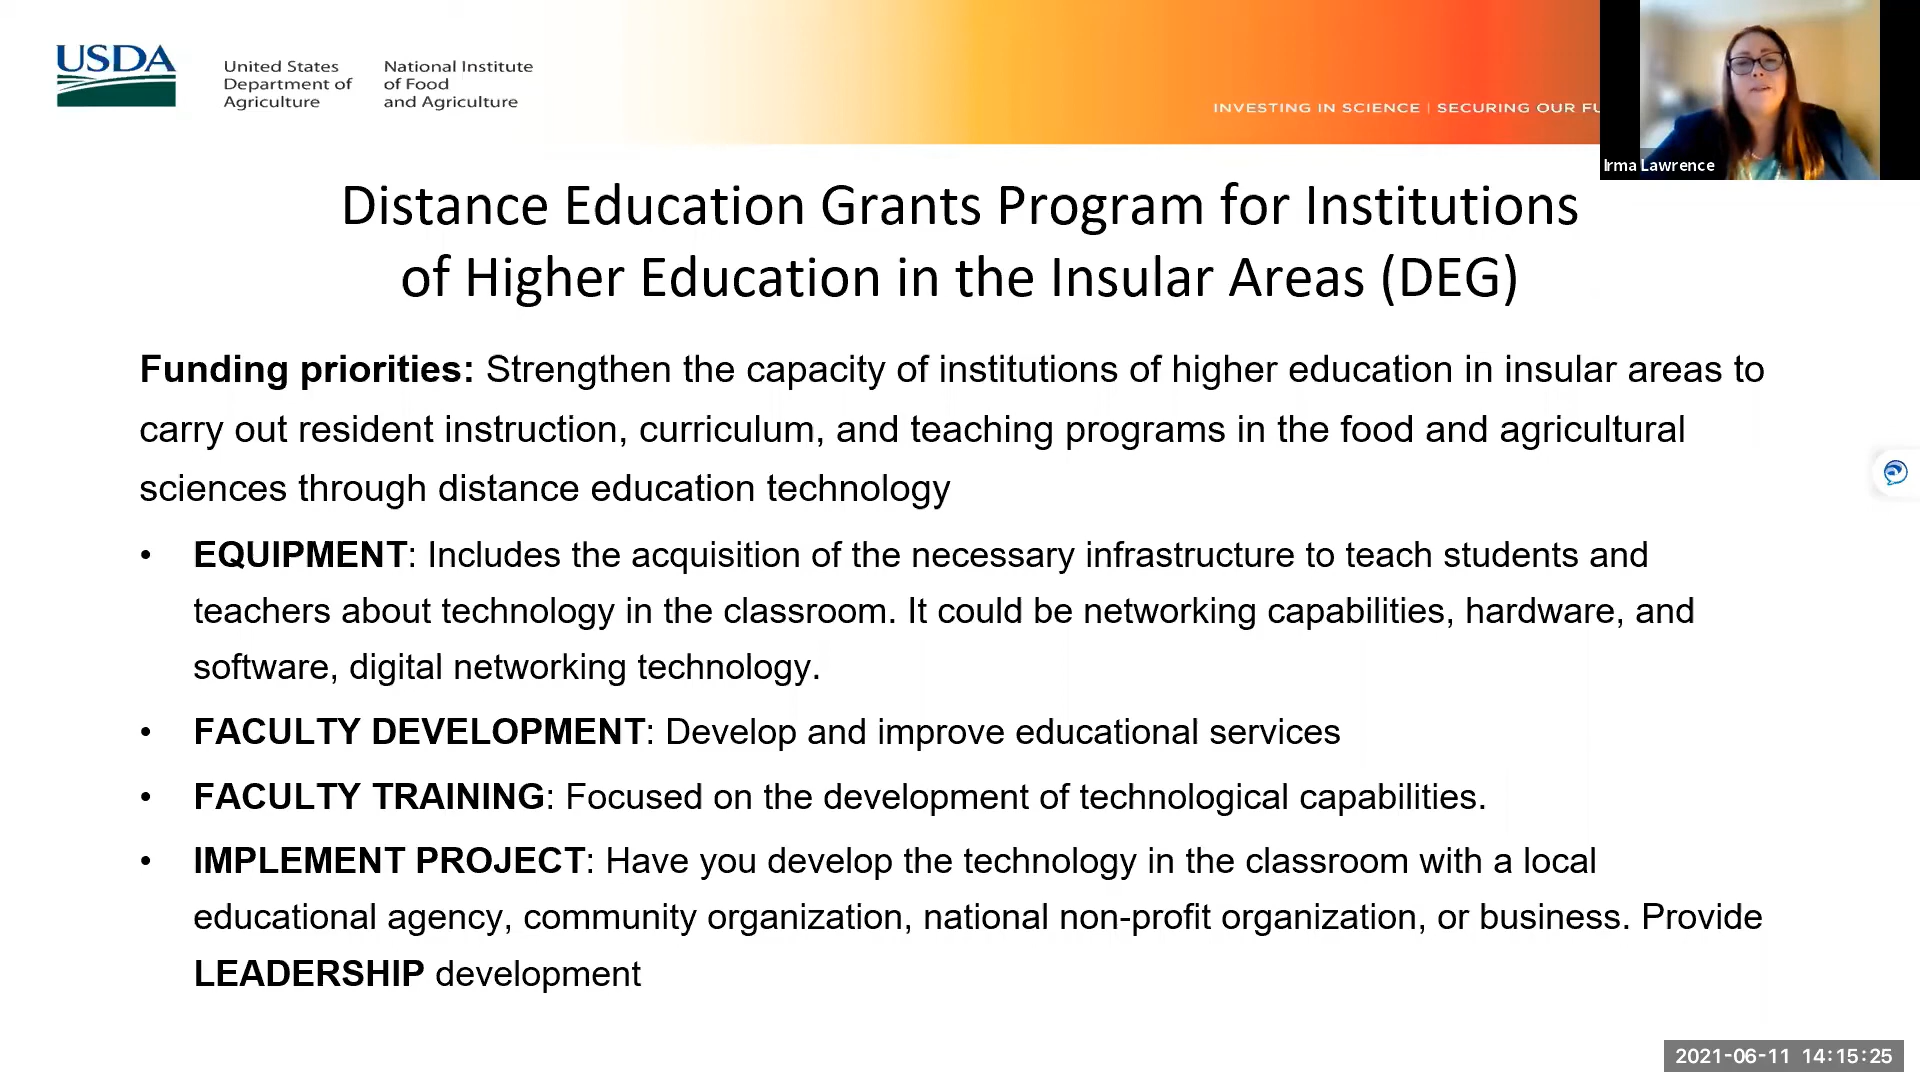 USDA
United States
Department of
Agriculture
National Institute
of Food
and Agriculture
INVESTING IN SCIENCE | SECURING OUR
Irma Lawrence
Distance Education Grants Program for Institutions
of Higher Education in the Insular Areas (DEG)
Funding priorities: Strengthen the capacity of institutions of higher education in insular areas to
carry out resident instruction, curriculum, and teaching programs in the food and agricultural
sciences through distance education technology
• EQUIPMENT: Includes the acquisition of the necessary infrastructure to teach students and
teachers about technology in the classroom. It could be networking capabilities, hardware, and
software, digital networking technology.
• FACULTY DEVELOPMENT: Develop and improve educational services
• FACULTY TRAINING: Focused on the development of technological capabilities.
• IMPLEMENT PROJECT: Have you develop the technology in the classroom with a local
educational agency, community organization, national non-profit organization, or business. Provide
LEADERSHIP development
2021-06-11 14:15:25